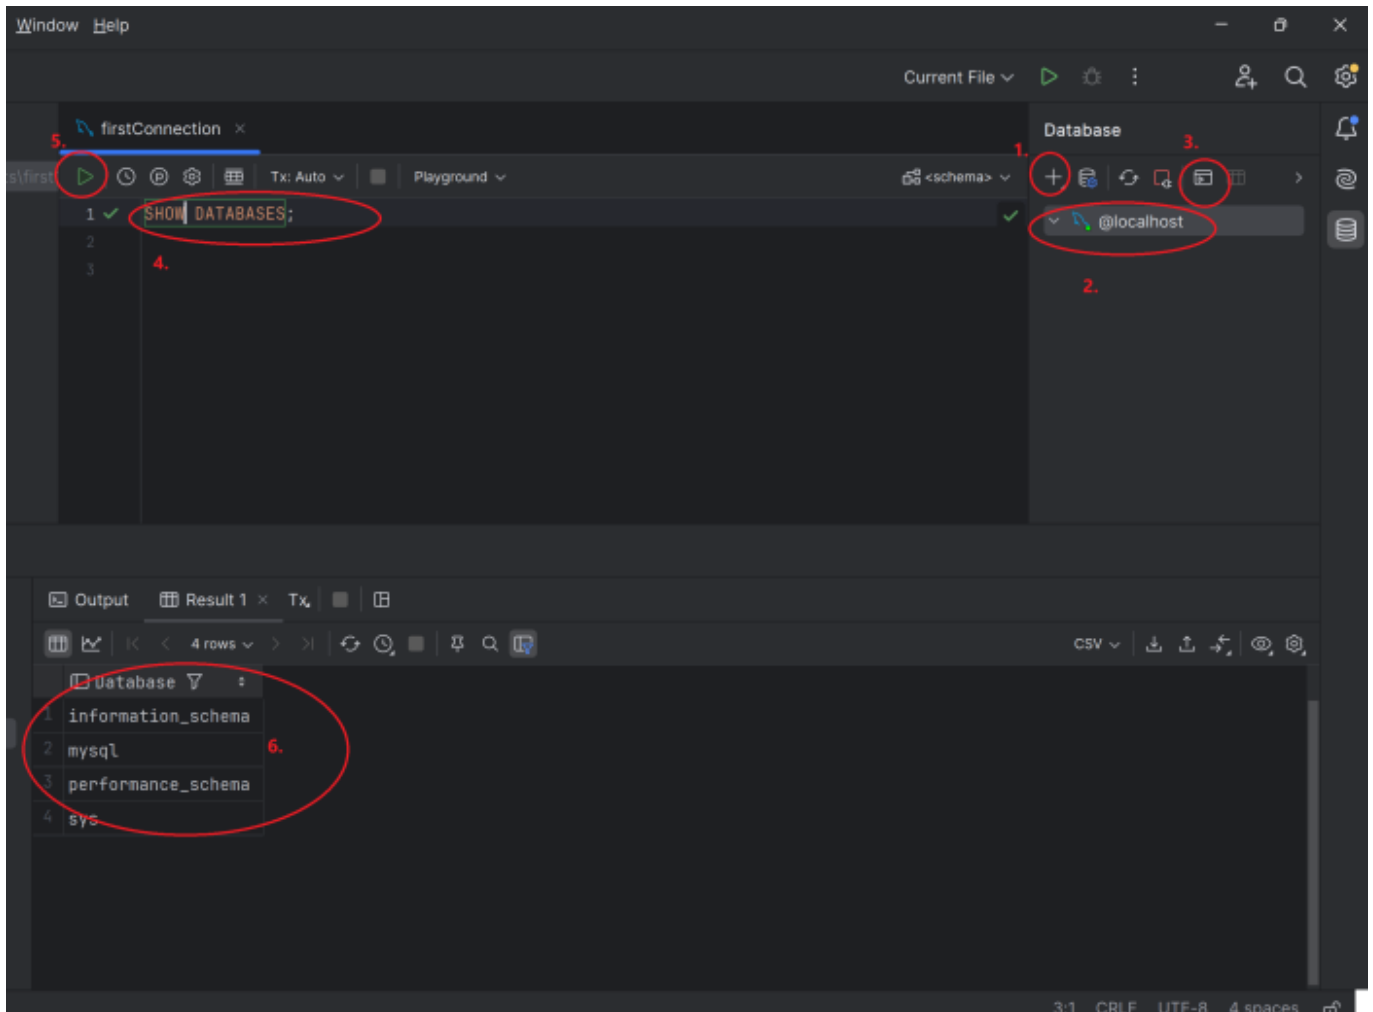 Window Help
Current File
firstConnection
Database
5.
1.
3.
s\first
Tx: Auto
Playground
<schema>
1 SHOW DATABASES;
@localhost
2
3
4.
2.
Output Result 1 Tx
4 rows
CSV
Database
1 information_schema
2 mysql
6.
3 performance_schema
4 sys
3:1 CRLF UTF-8 4 spaces